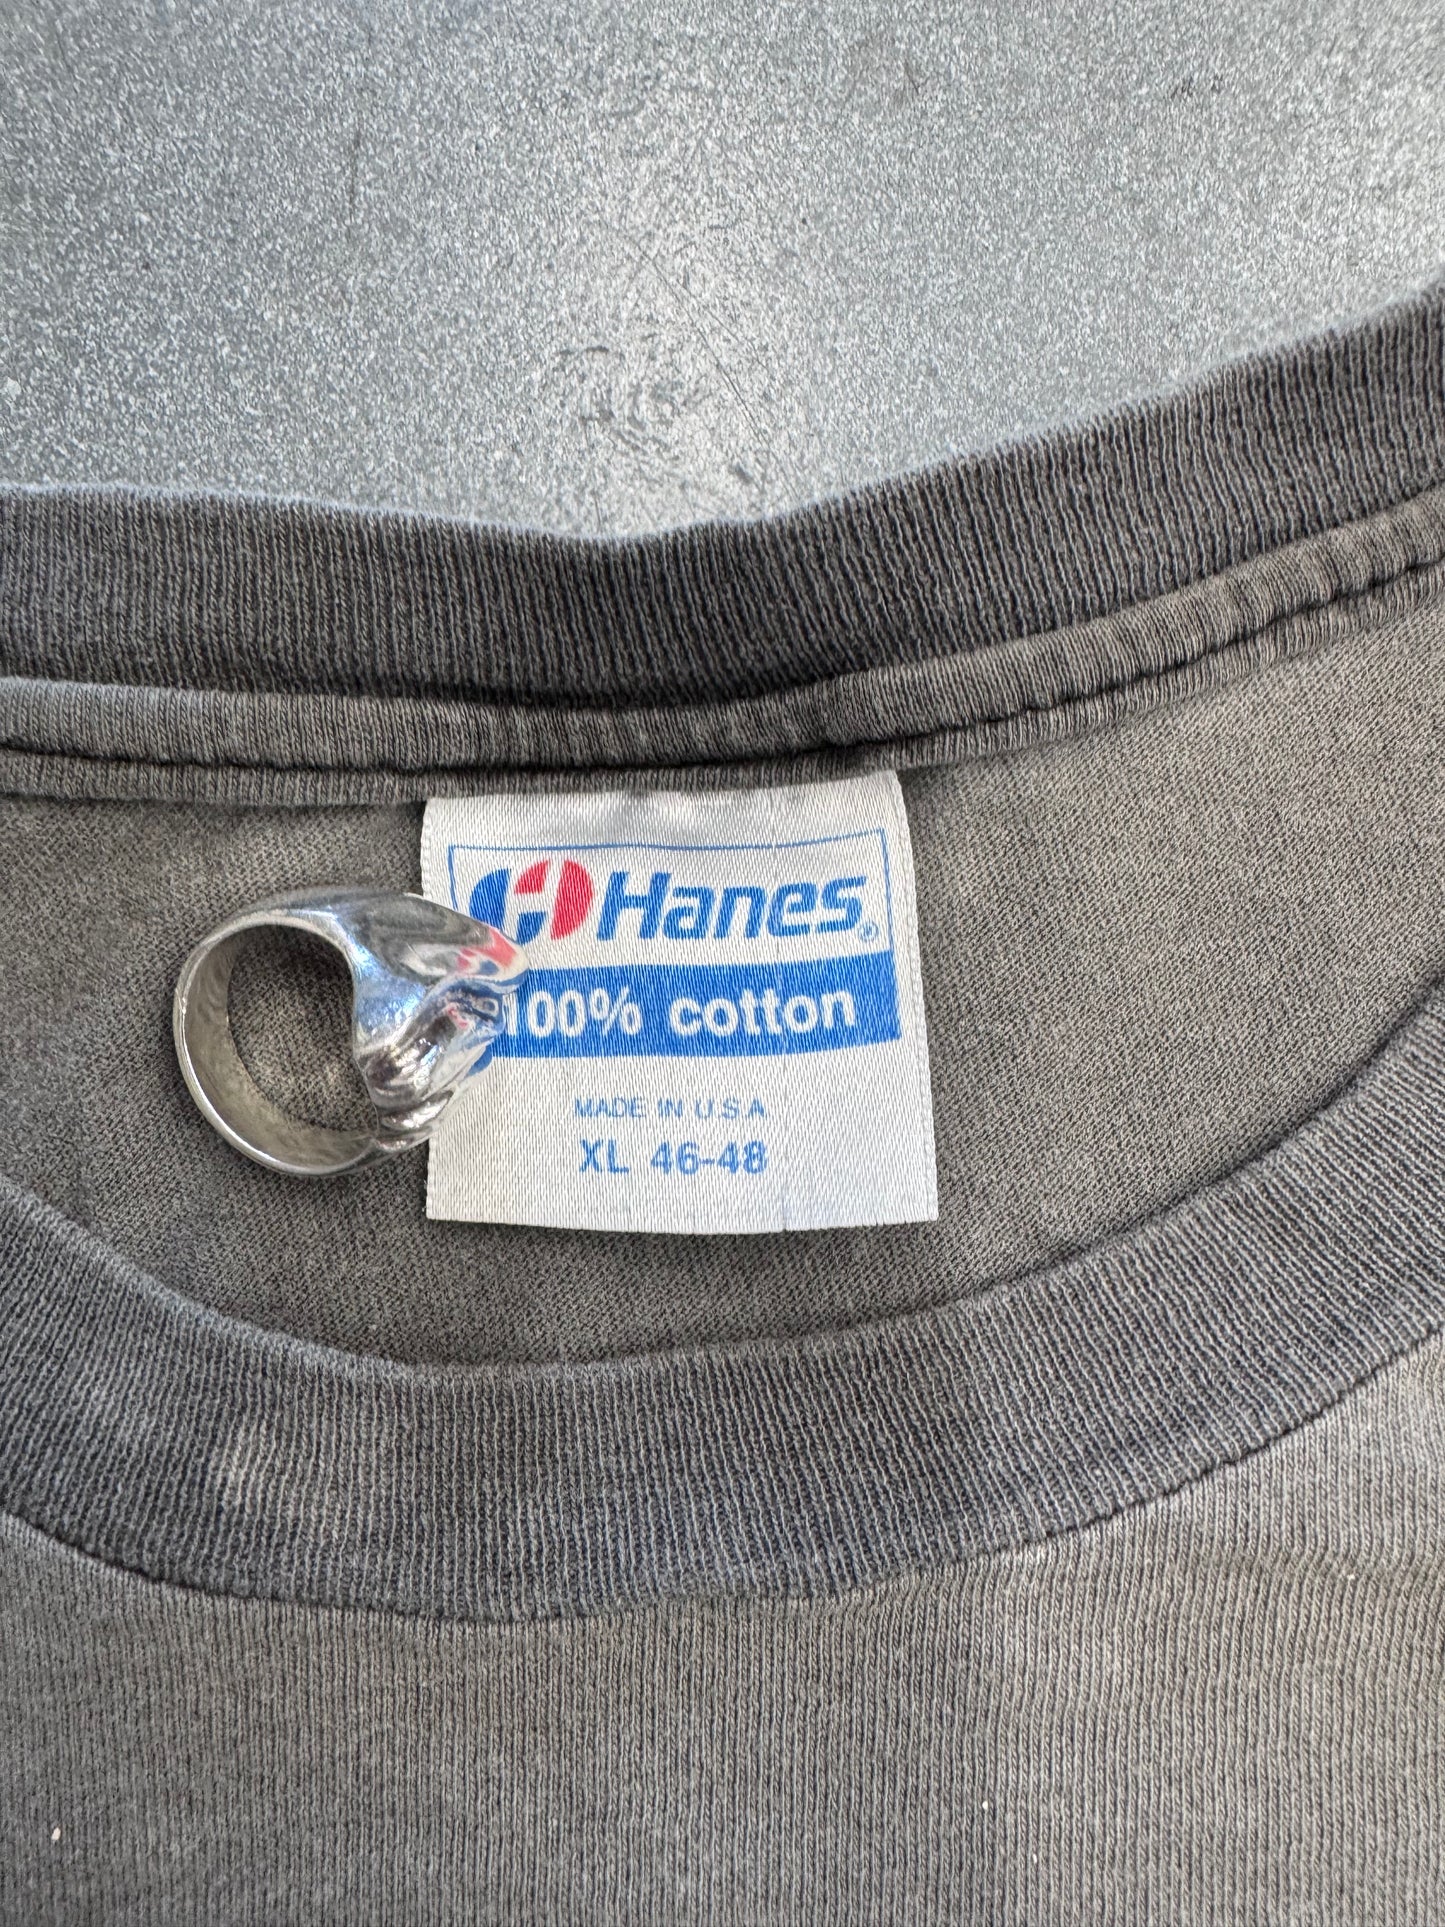 Hanes®
100% cotton
MADE IN U.S.A.
XL 46-48